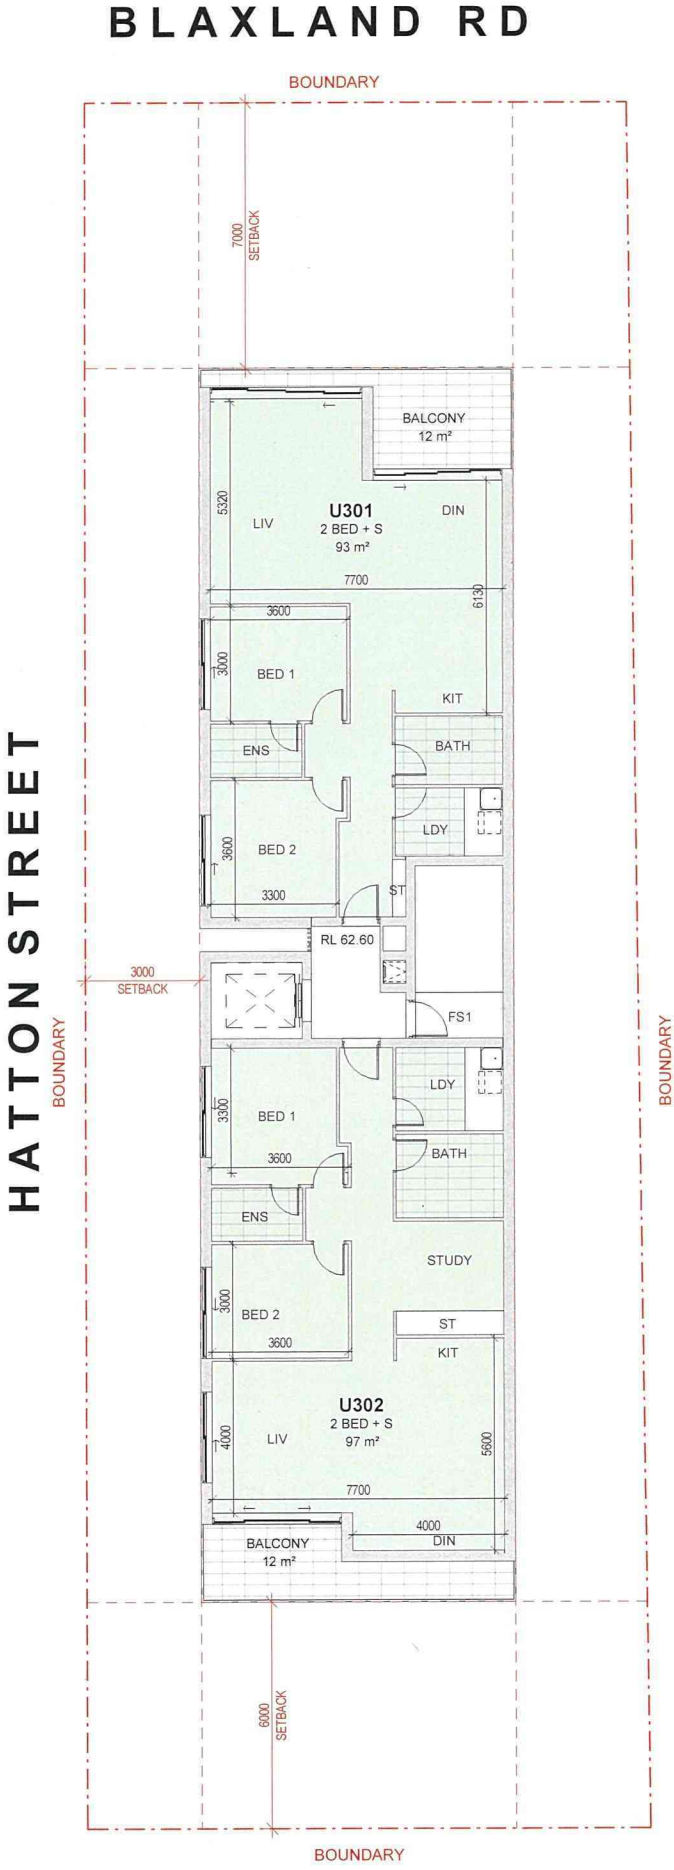 BLAXLAND RD
BOUNDARY
7000
SETBACK
BALCONY
12 m²
5320
LIV
U301
2 BED + S
93 m²
DIN
7700
6130
3600
3000
BED 1
KIT
ENS
BATH
3600
BED 2
LDY
3300
ST
RL 62.60
3000
SETBACK
FS1
HATTON STREET
BOUNDARY
BOUNDARY
3300
BED 1
LDY
3600
BATH
ENS
STUDY
3000
BED 2
ST
3600
KIT
U302
2 BED + S
97 m²
LIV
4000
5600
7700
4000
DIN
BALCONY
12 m²
6000
SETBACK
BOUNDARY